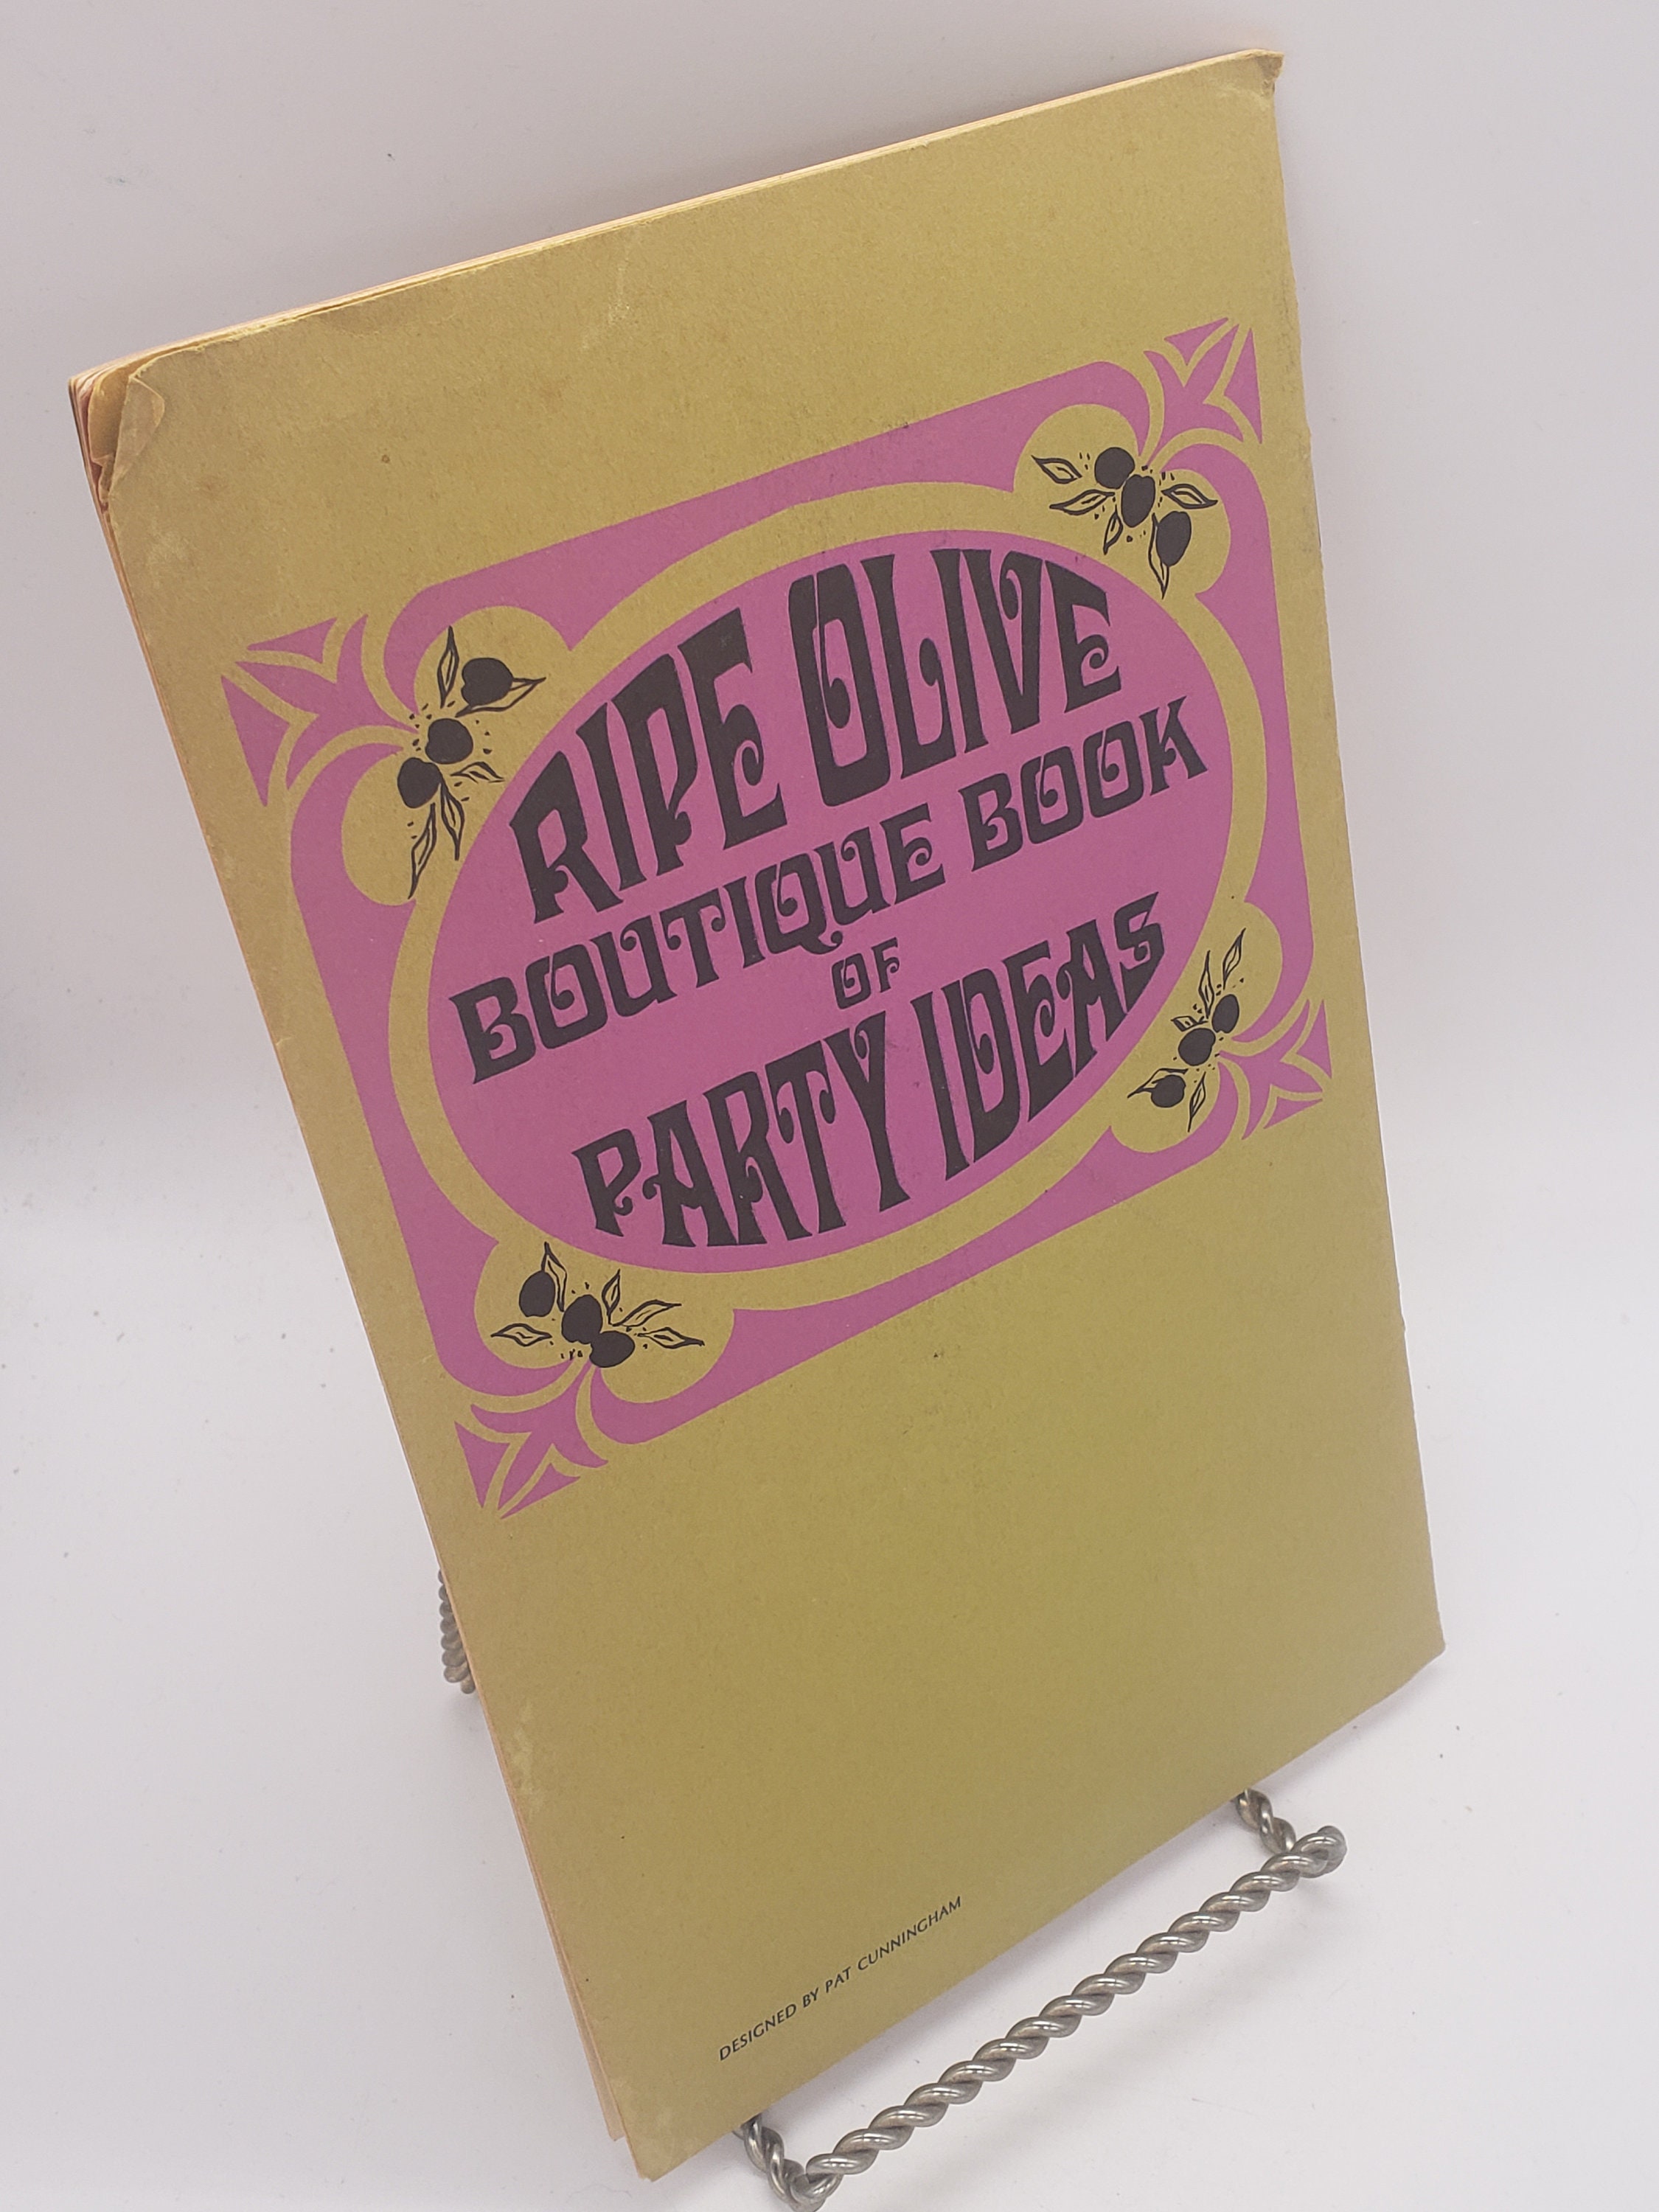 RIPE OLIVE
BOUTIQUE BOOK
OF
PARTY IDEAS
DESIGNED BY PAT CUNNINGHAM